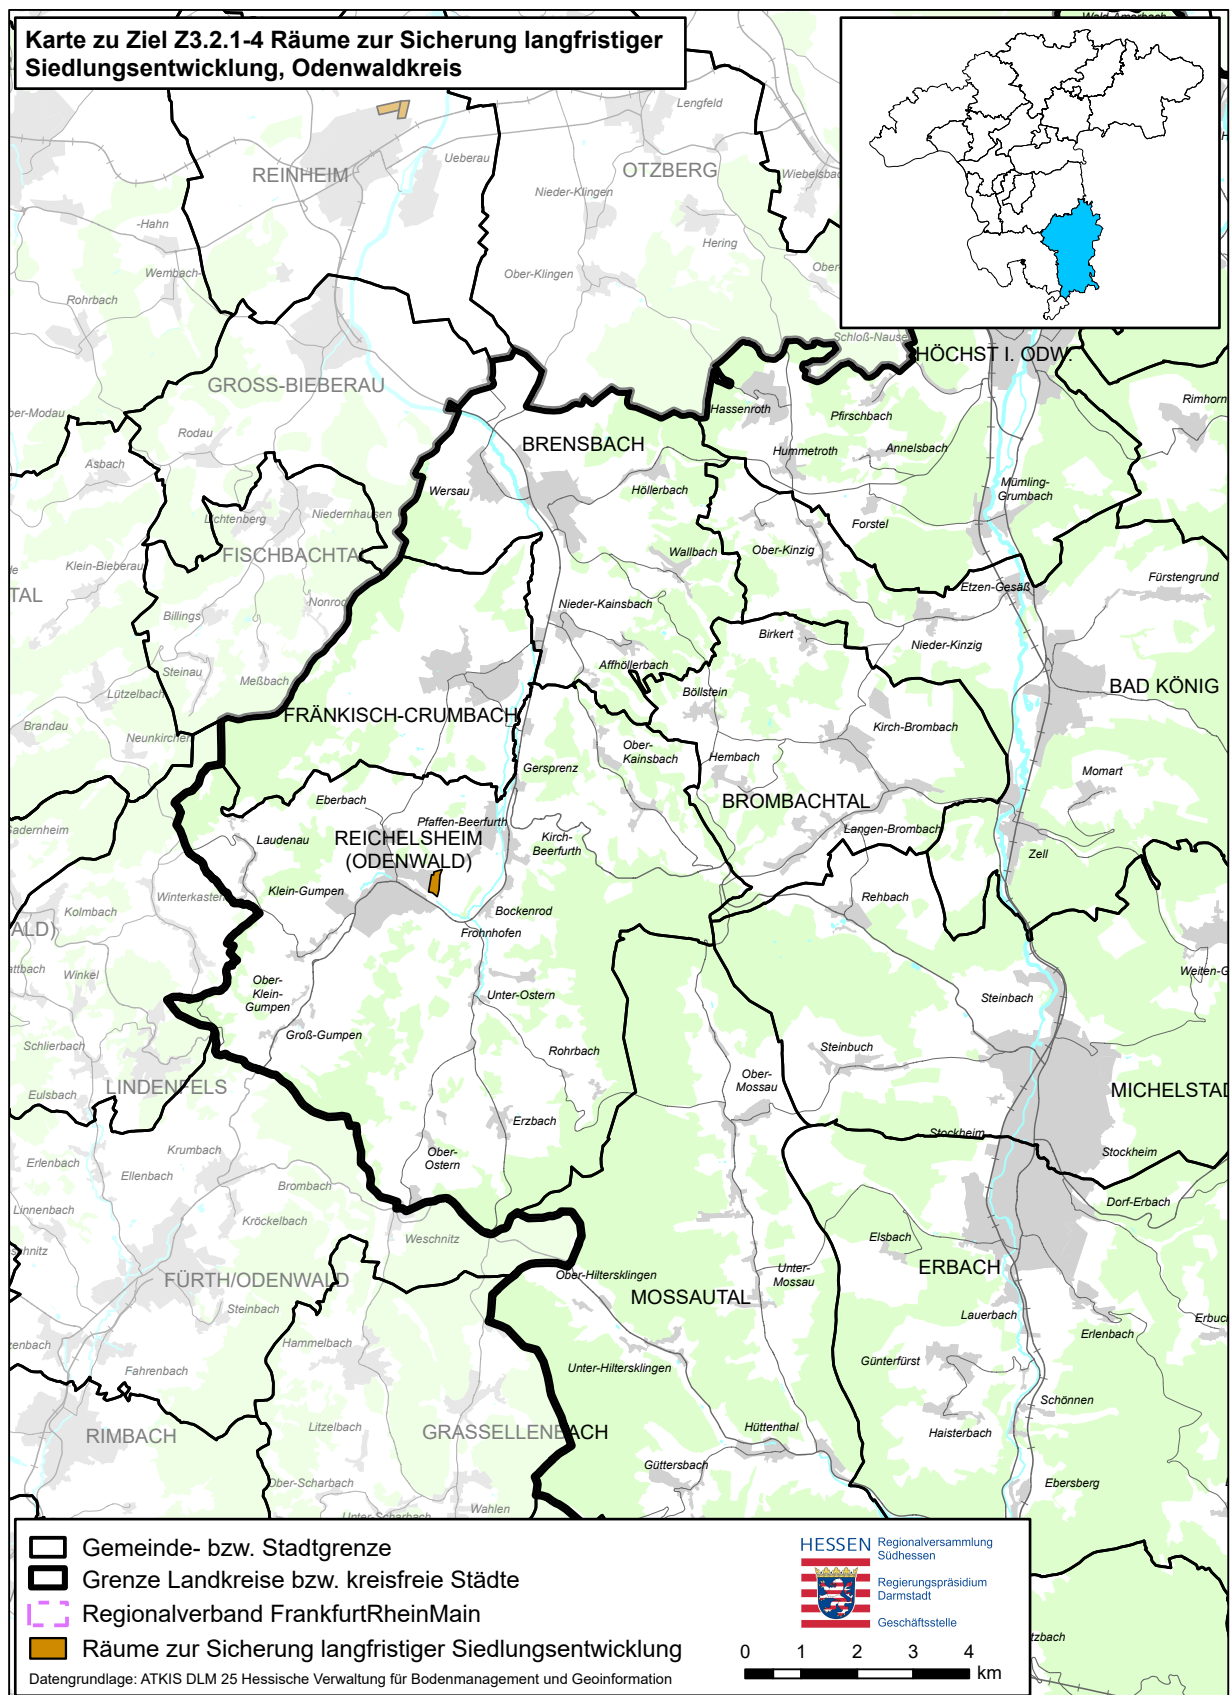 Karte zu Ziel Z3.2.1-4 Räume zur Sicherung langfristiger
Siedlungsentwicklung, Odenwaldkreis
Lengfeld
REINHEIM
Ueberau
OTZBERG
Nieder-Klingen
-Hahn
Hering
Wembach-
Ober-Klingen
Rohrbach
Schloß-Nause
HÖCHST I. ODW.
GROSS-BIEBERAU
Rimhorn
Hassenroth
Pfirschbach
Rodau
BRENSBACH
Hummetroth
Annelsbach
Asbach
Wersau
Höllerbach
Mümling-
Grumbach
Lichtenberg
Niedernhausen
Forstel
FISCHBACHTA
Wallbach
Ober-Kinzig
Klein-Bieberau
TAL
Etzen-Gesäß
Fürstengrund
Nonrod
Nieder-Kainsbach
Billings
Birkert
Nieder-Kinzig
Steinau
Affhöllerbach
Meßbach
Lützelbach
Böllstein
BAD KÖNIG
FRÄNKISCH-CRUMBACH
Brandau
Neunkirchen
Kirch-Brombach
Ober-
Kainsbach
Hembach
Gersprenz
Momart
Eberbach
BROMBACHTAL
Pfaffen-Beerfurth
Langen-Brombach
Laudenau
REICHELSHEIM
(ODENWALD)
Kirch-
Beerfurth
Zell
Klein-Gumpen
Winterkasten
Rehbach
Kolmbach
Bockenrod
ALD)
Frohnhofen
Winkel
Weiten-G
Ober-
Klein-
Gumpen
Unter-Ostern
Steinbach
Groß-Gumpen
Schlierbach
Rohrbach
Steinbuch
Ober-
Mossau
LINDENFELS
Eulsbach
MICHELSTAD
Erzbach
Stockheim
Krumbach
Ober-
Ostern
Stockheim
Erlenbach
Ellenbach
Brombach
Dorf-Erbach
Linnenbach
Kröckelbach
Weschnitz
Elsbach
FÜRTH/ODENWALD
Ober-Hiltersklingen
Unter-
Mossau
ERBACH
MOSSAUTAL
Steinbach
Lauerbach
Hammelbach
Erlenbach
Fahrenbach
Unter-Hiltersklingen
Günterfürst
Schönnen
RIMBACH
Litzelbach
GRASSELLENBACH
Hüttenthal
Haisterbach
Güttersbach
Ober-Scharbach
Ebersberg
Wahlen
Unter-Scharbach
Gemeinde- bzw. Stadtgrenze
Grenze Landkreise bzw. kreisfreie Städte
Regionalverband FrankfurtRheinMain
Räume zur Sicherung langfristiger Siedlungsentwicklung
Datengrundlage: ATKIS DLM 25 Hessische Verwaltung für Bodenmanagement und Geoinformation
HESSEN
Regionalversammlung
Südhessen
Regierungspräsidium
Darmstadt
Geschäftsstelle
0 1 2 3 4
km